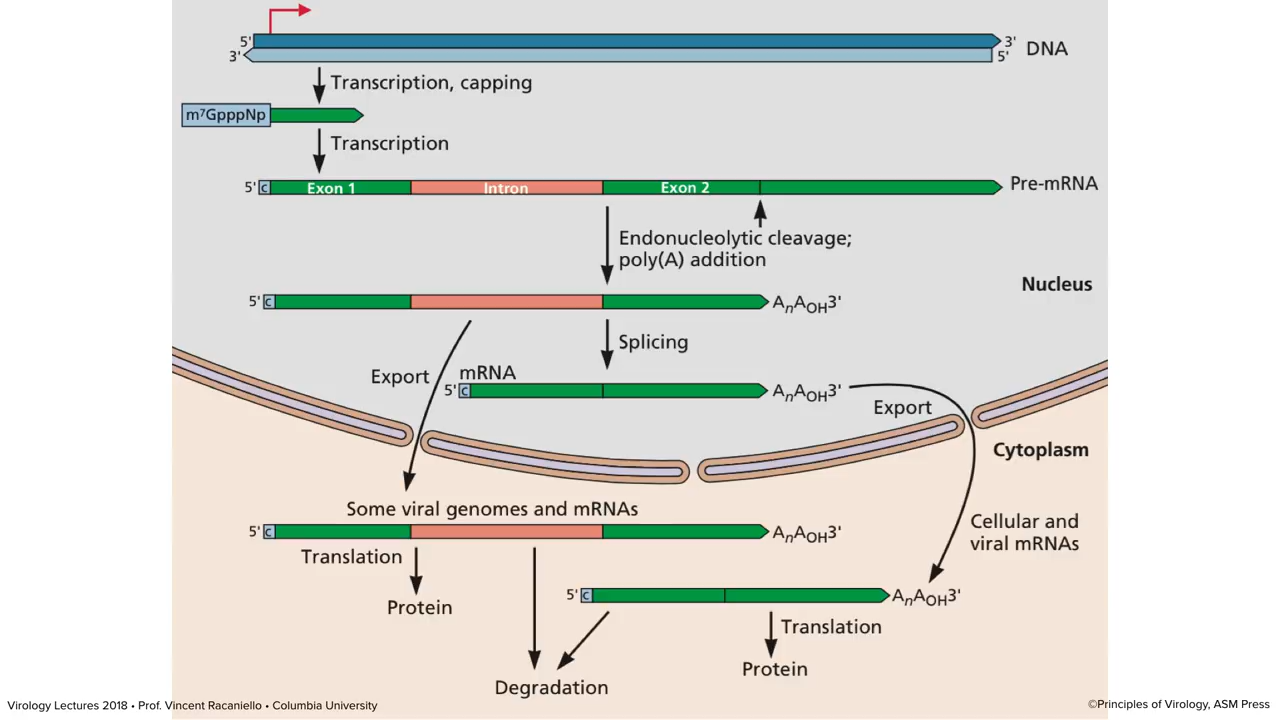 5' 3'
3' 5'
DNA
Transcription, capping
m⁷GpppNp
Transcription
5' c Exon 1 Intron Exon 2 Pre-mRNA
Endonucleolytic cleavage;
poly(A) addition
Nucleus
5' c AnAOH3'
Splicing
Export
mRNA
5' c AnAOH3'
Export
Cytoplasm
Some viral genomes and mRNAs
5' c AnAOH3'
Cellular and
viral mRNAs
Translation
Protein
5' c AnAOH3'
Translation
Protein
Degradation
Virology Lectures 2018 • Prof. Vincent Racaniello • Columbia University
©Principles of Virology, ASM Press